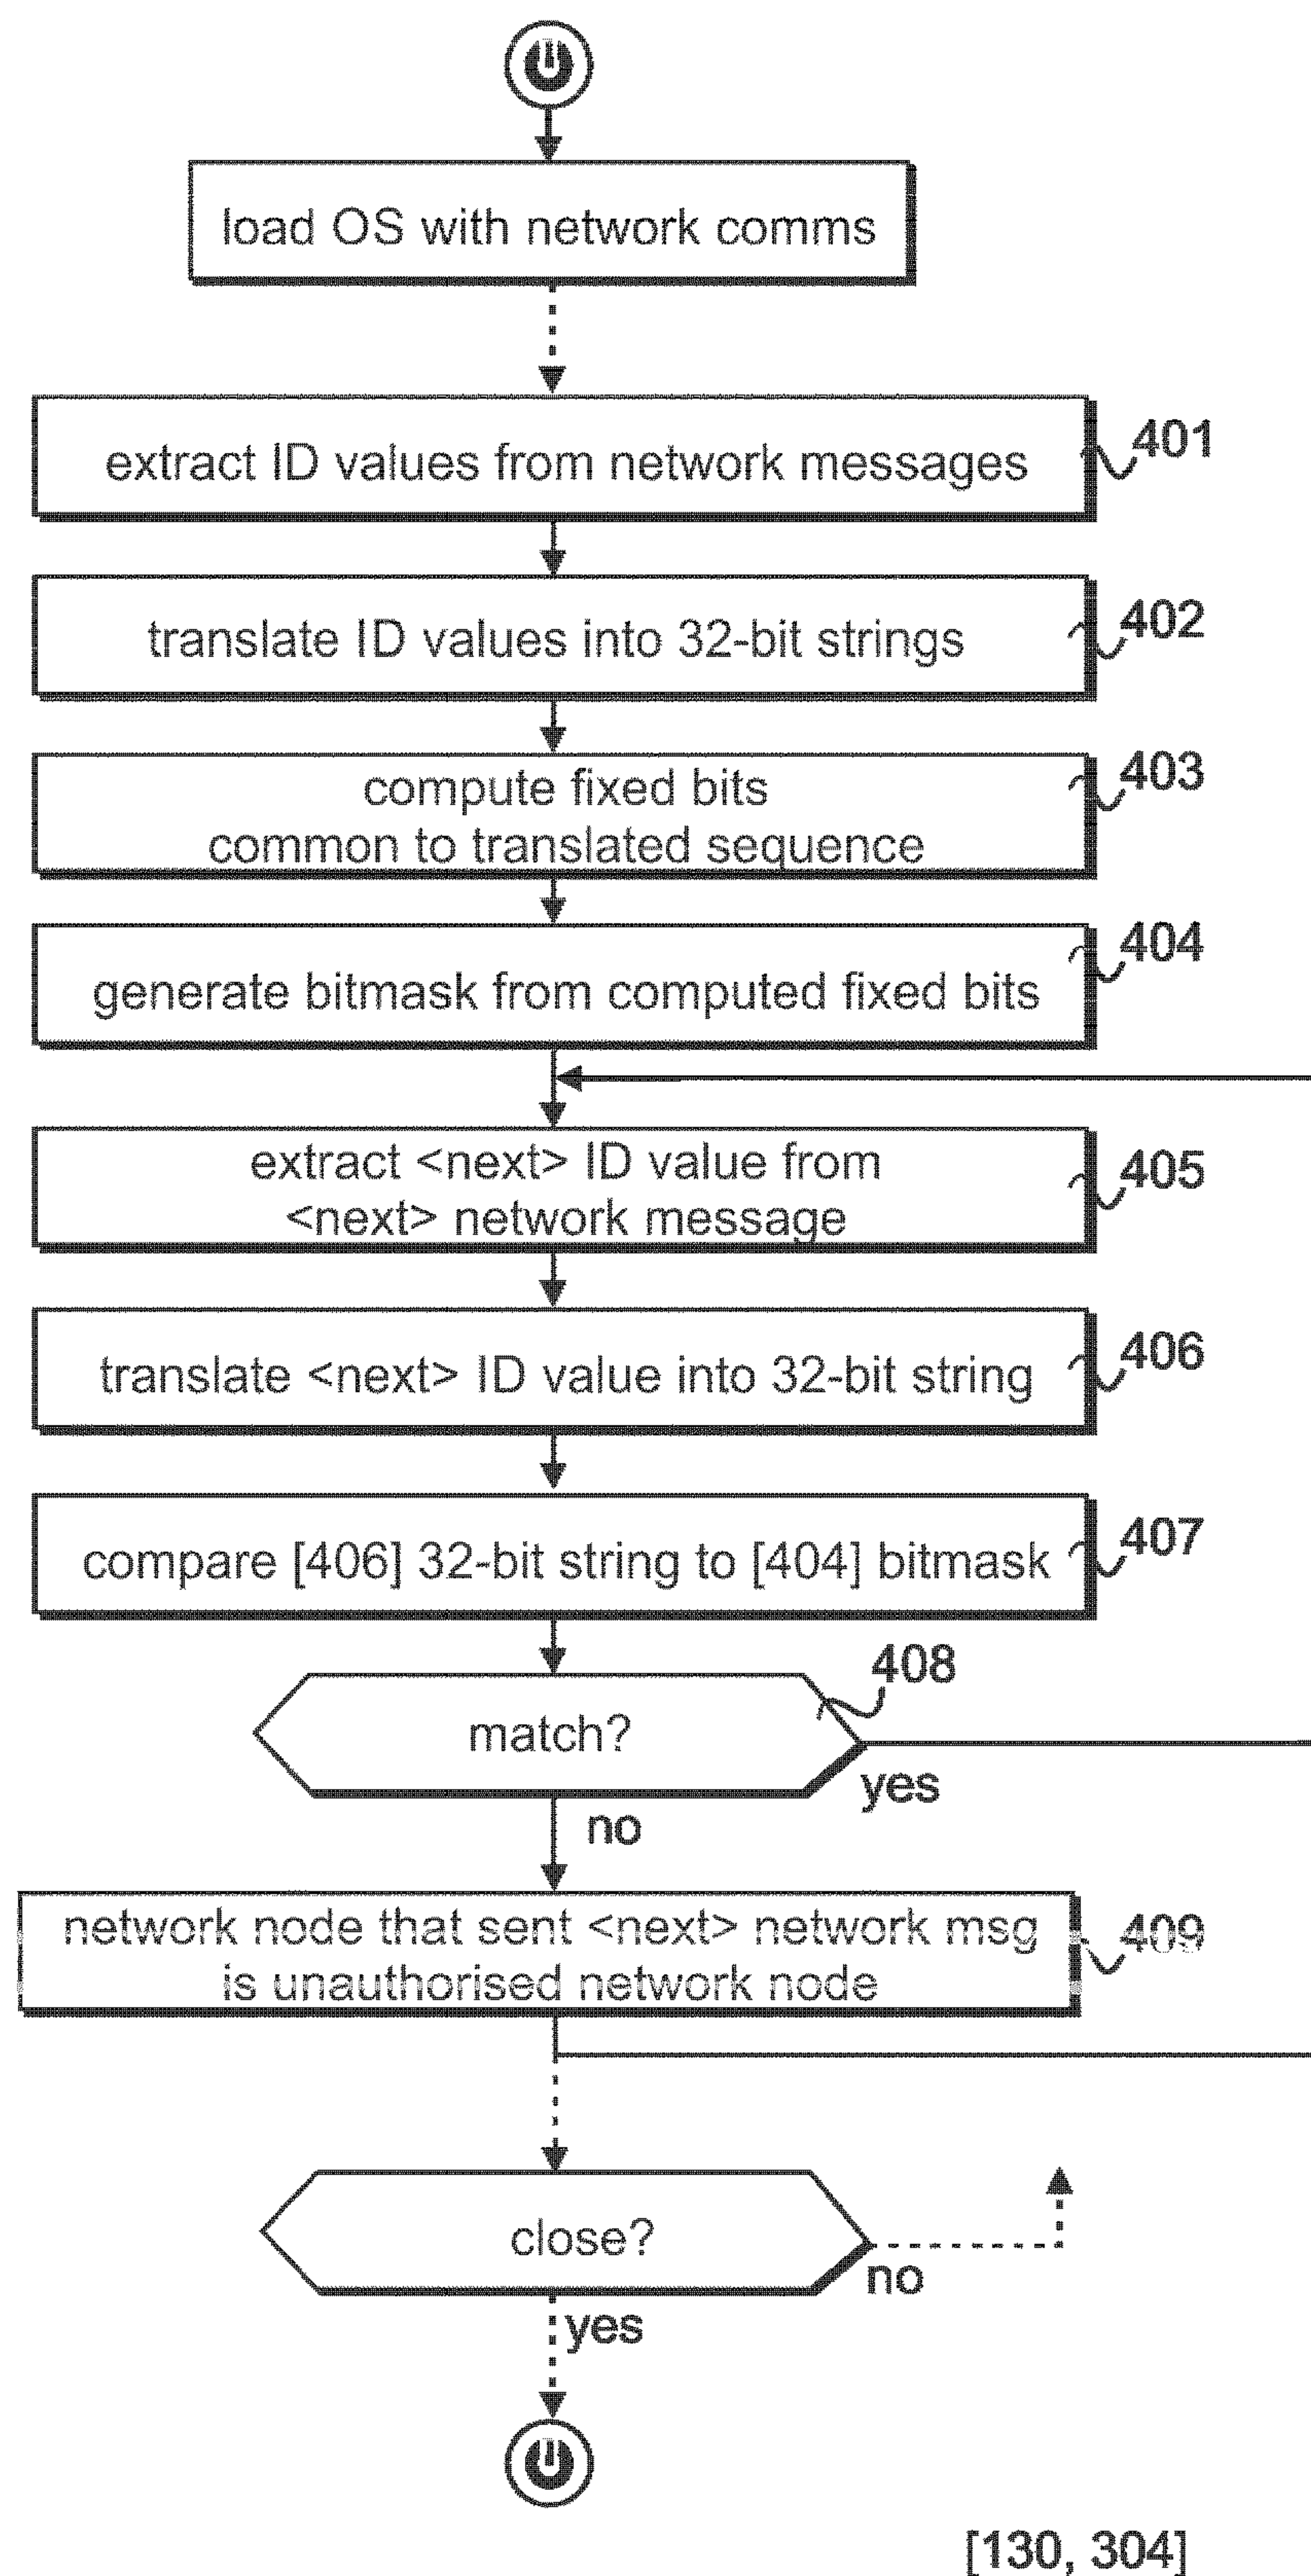 load OS with network comms
extract ID values from network messages
401
translate ID values into 32-bit strings
402
compute fixed bits
common to translated sequence
403
generate bitmask from computed fixed bits
404
extract <next> ID value from
<next> network message
405
translate <next> ID value into 32-bit string
406
compare [406] 32-bit string to [404] bitmask
407
408
match?
yes
no
network node that sent <next> network msg
is unauthorised network node
409
close?
no
yes
[130, 304]